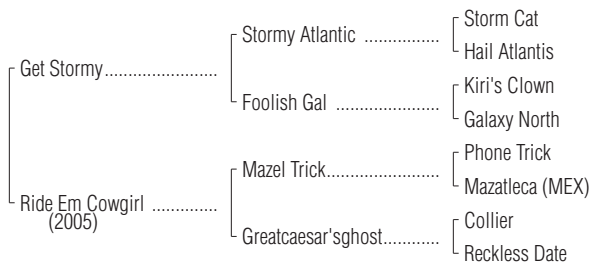 Storm Cat
Stormy Atlantic ..................
Hail Atlantis
Get Stormy...........................
Kiri's Clown
Foolish Gal .........................
Galaxy North
Phone Trick
Mazel Trick...........................
Mazatleca (MEX)
Ride Em Cowgirl ................
(2005)
Collier
Greatcaesar'sghost.............
Reckless Date